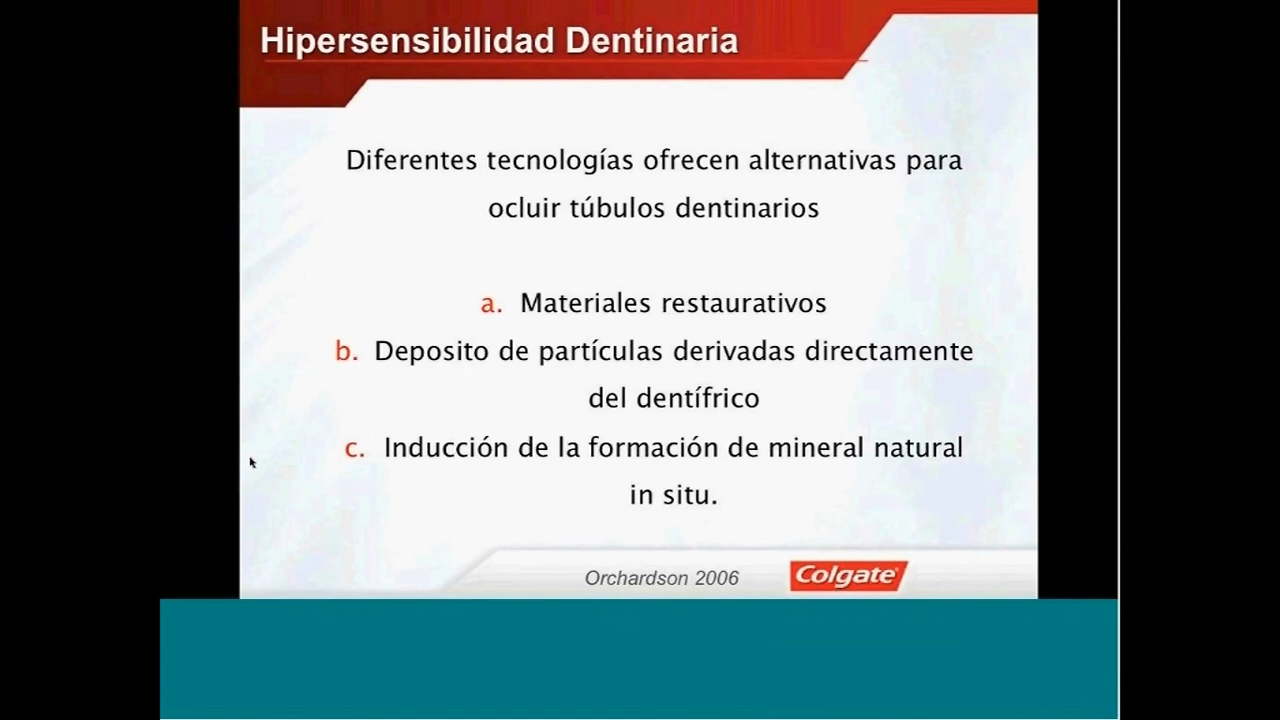 Hipersensibilidad Dentinaria
Diferentes tecnologías ofrecen alternativas para
ocluir túbulos dentinarios
a. Materiales restaurativos
b. Deposito de partículas derivadas directamente
del dentífrico
c. Inducción de la formación de mineral natural
in situ.
Orchardson 2006
Colgate